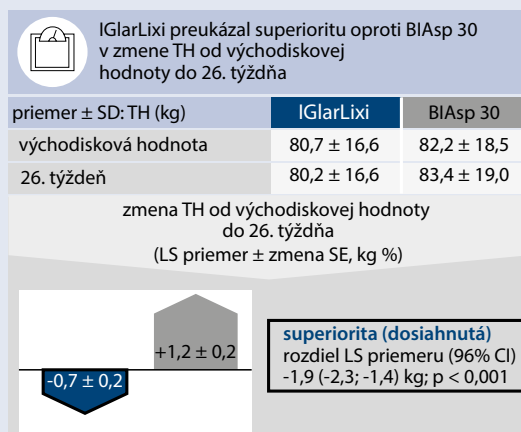 IGlarLixi preukázal superioritu oproti BIAsp 30
v zmene TH od východiskovej
hodnoty do 26. týždňa
priemer ± SD: TH (kg) IGlarLixi BIAsp 30
východisková hodnota 80,7 ± 16,6 82,2 ± 18,5
26. týždeň 80,2 ± 16,6 83,4 ± 19,0
zmena TH od východiskovej hodnoty
do 26. týždňa
(LS priemer ± zmena SE, kg %)
+1,2 ± 0,2
-0,7 ± 0,2
superiorita (dosiahnutá)
rozdiel LS priemeru (96% CI)
-1,9 (-2,3; -1,4) kg; p < 0,001